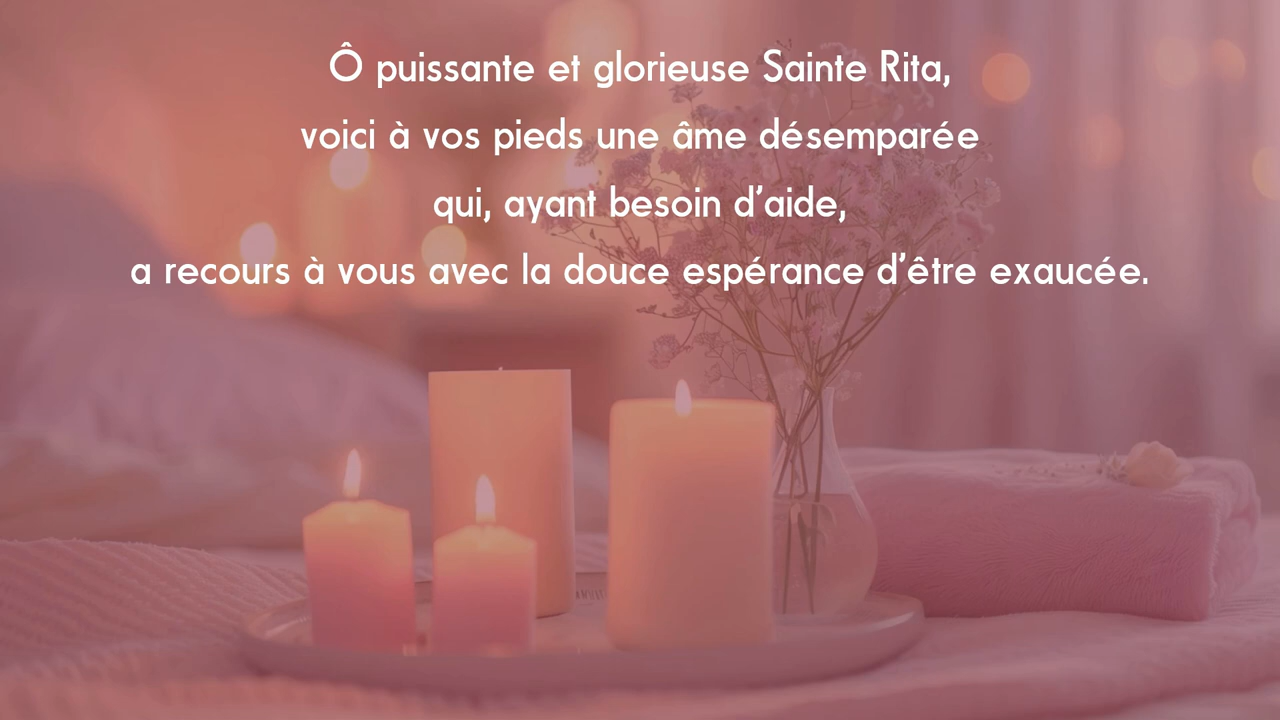 Ô puissante et glorieuse Sainte Rita,
voici à vos pieds une âme désemparée
qui, ayant besoin d’aide,
a recours à vous avec la douce espérance d’être exaucée.